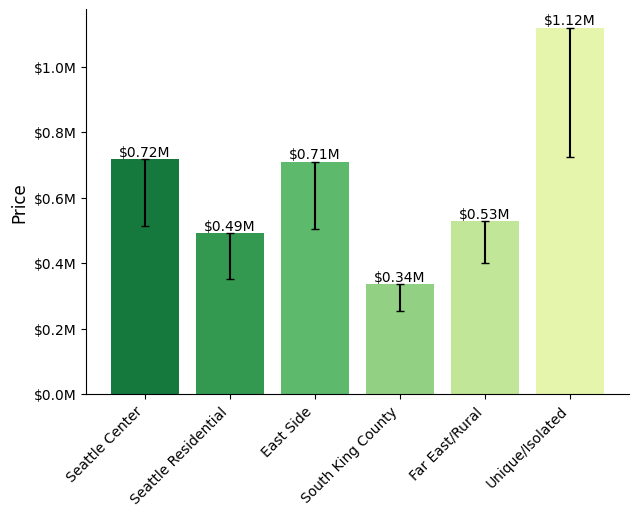 $1.12M
$1.0M
$0.8M
$0.72M
$0.71M
$0.6M
$0.53M
$0.49M
$0.4M
$0.34M
$0.2M
$0.0M
Price
Seattle Center
Seattle Residential
East Side
South King County
Far East/Rural
Unique/Isolated